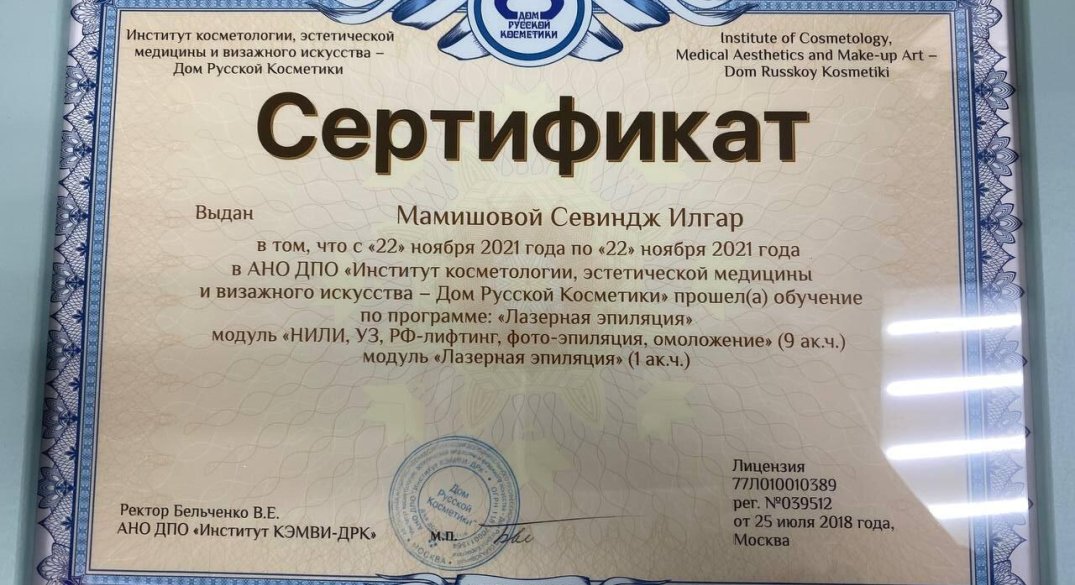 ДОМ
РУССКОЙ
КОСМЕТИКИ
Институт косметологии, эстетической
медицины и визажного искусства –
Дом Русской Косметики
Institute of Cosmetology,
Medical Aesthetics and Make-up Art –
Dom Russkoy Kosmetiki
Сертификат
Выдан Мамишовой Севиндж Илгар
в том, что с «22» ноября 2021 года по «22» ноября 2021 года
в АНО ДПО «Институт косметологии, эстетической медицины
и визажного искусства – Дом Русской Косметики» прошел(а) обучение
по программе: «Лазерная эпиляция»
модуль «НИЛИ, УЗ, РФ-лифтинг, фото-эпиляция, омоложение» (9 ак.ч.)
модуль «Лазерная эпиляция» (1 ак.ч.)
Ректор Бельченко В.Е.
АНО ДПО «Институт КЭМВИ-ДРК»
Дом
Русской
Косметики
МОСКВА
М.П.
Лицензия
77Л010010389
рег. №039512
от 25 июля 2018 года,
Москва